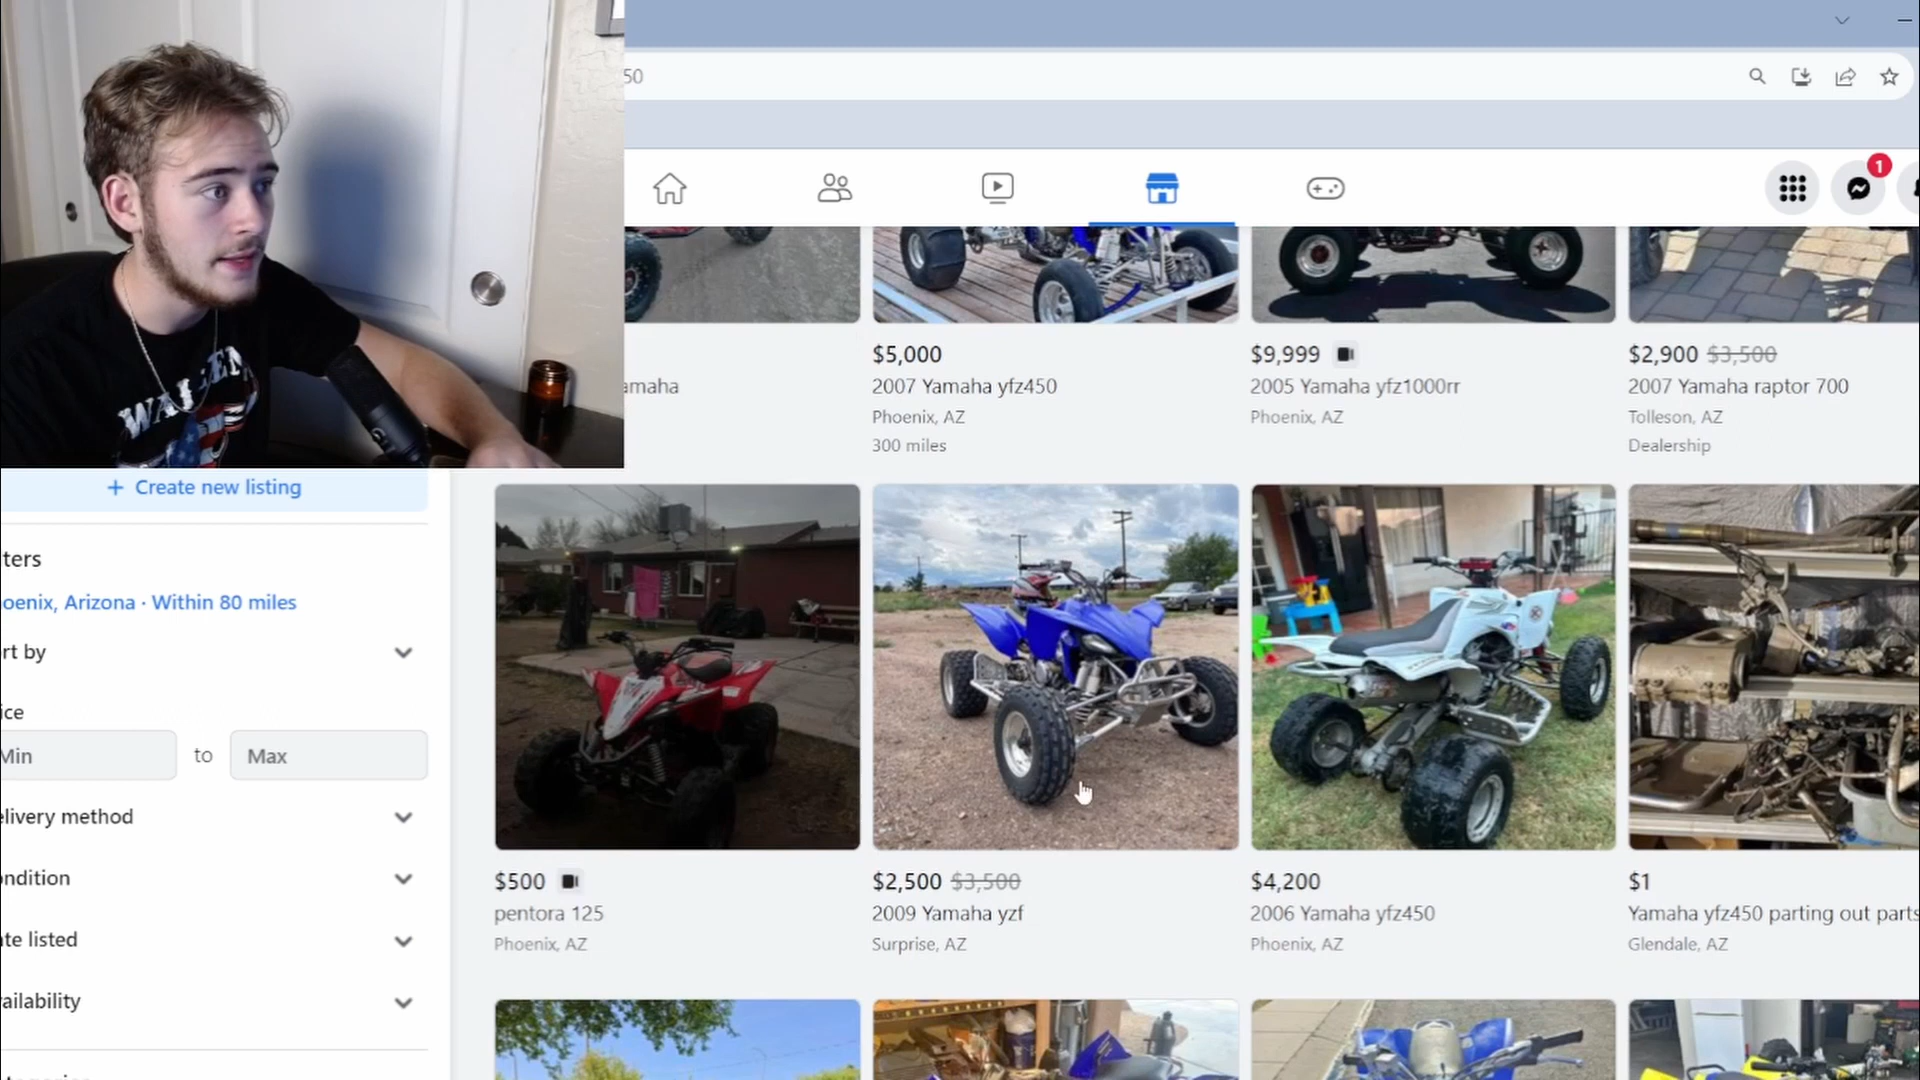 50
1
$5,000
$9,999
$2,900 $3,500
amaha
2007 Yamaha yfz450
2005 Yamaha yfz1000rr
2007 Yamaha raptor 700
Phoenix, AZ
Phoenix, AZ
Tolleson, AZ
300 miles
Dealership
+ Create new listing
ters
oenix, Arizona · Within 80 miles
rt by
ice
Min
to
Max
elivery method
ondition
ate listed
ailability
$500
$2,500 $3,500
$4,200
$1
pentora 125
2009 Yamaha yzf
2006 Yamaha yfz450
Yamaha yfz450 parting out parts
Phoenix, AZ
Surprise, AZ
Phoenix, AZ
Glendale, AZ